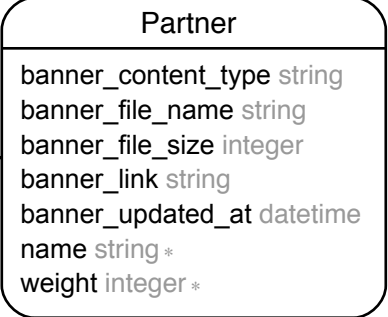 Partner
banner_content_type string
banner_file_name string
banner_file_size integer
banner_link string
banner_updated_at datetime
name string *
weight integer *